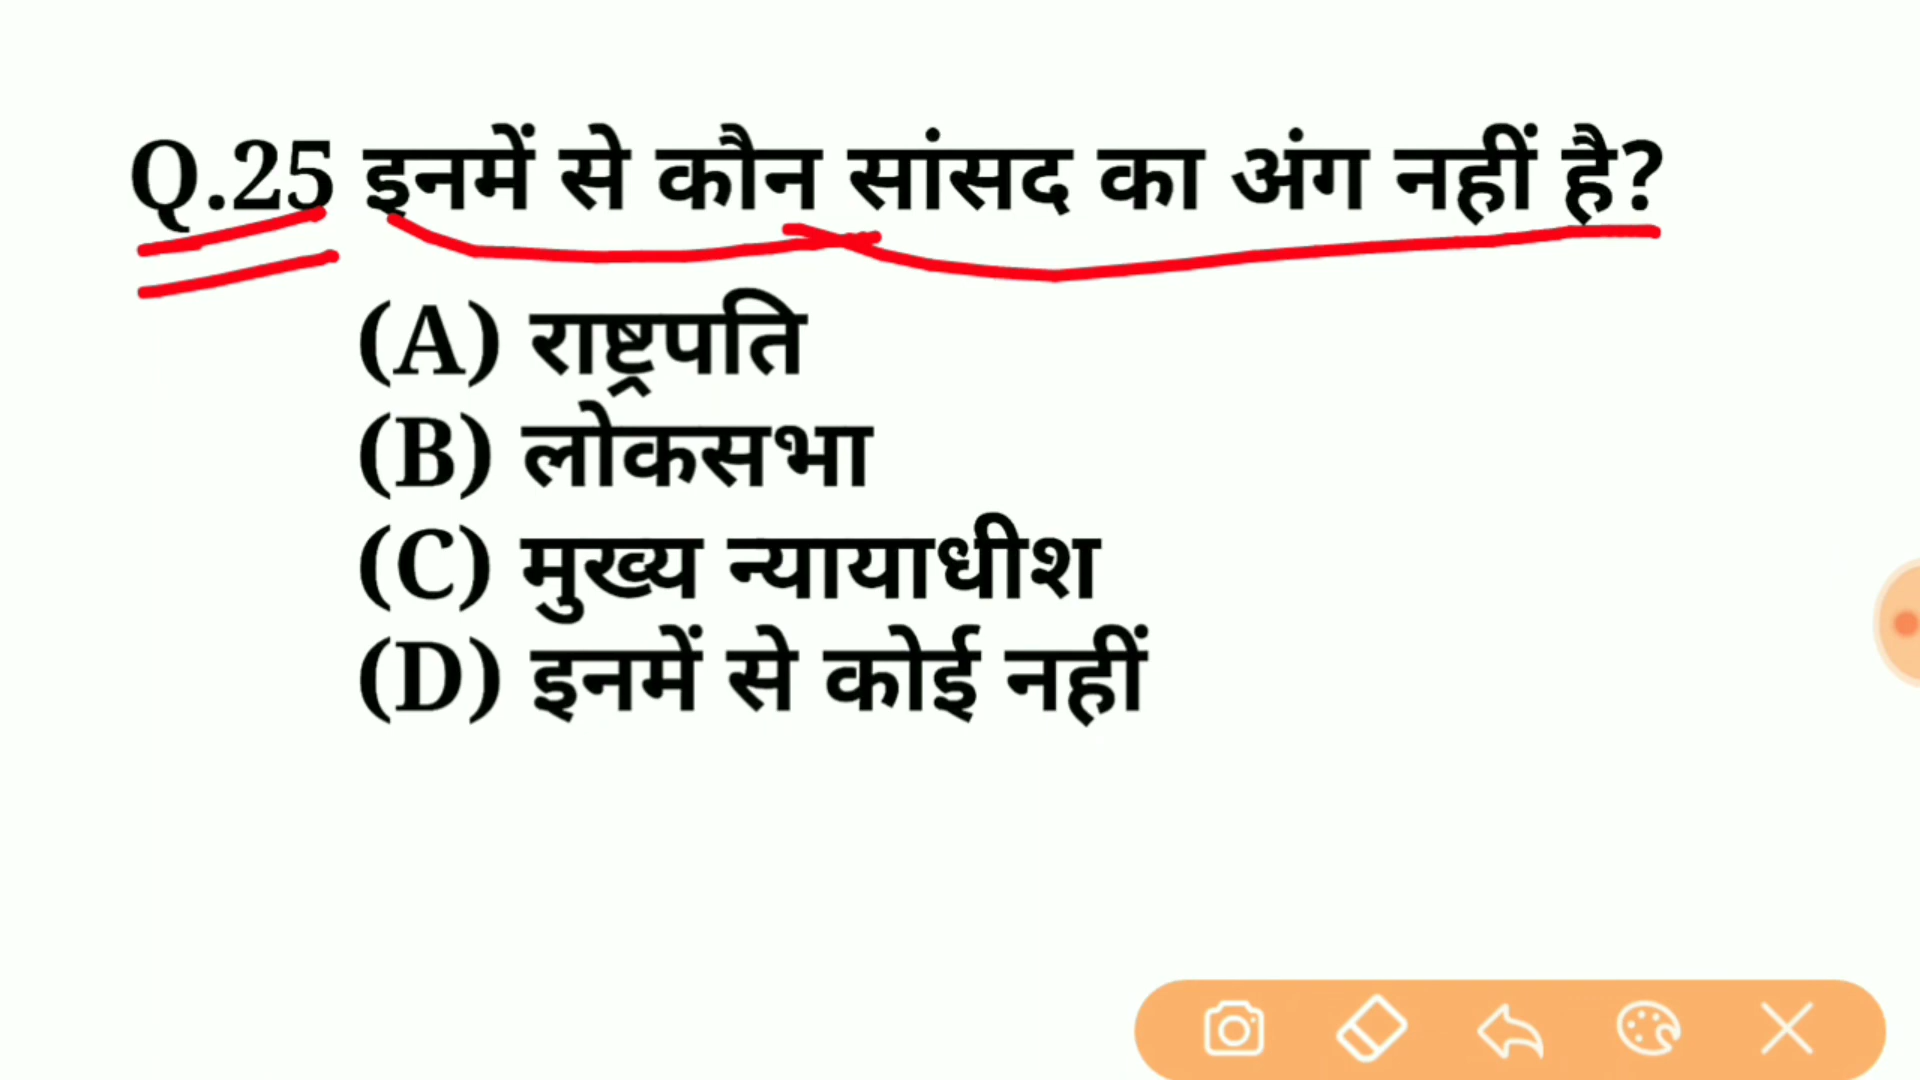 Q.25 इनमें से कौन सांसद का अंग नहीं है?
(A) राष्ट्रपति
(B) लोकसभा
(C) मुख्य न्यायाधीश
(D) इनमें से कोई नहीं